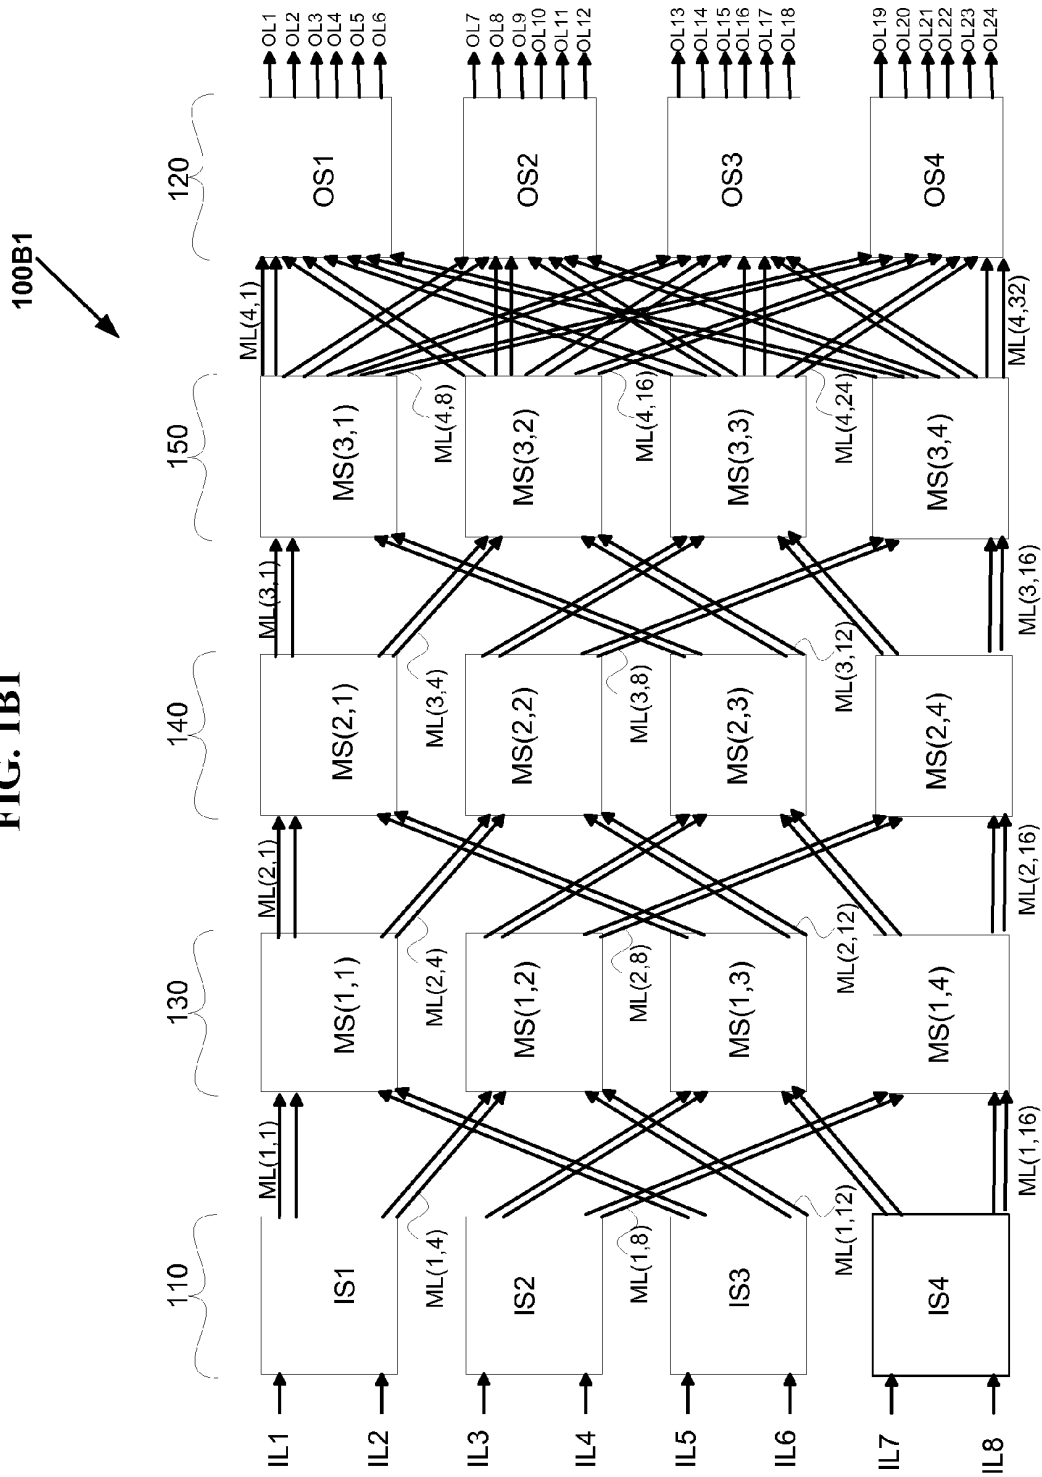 FIG. 1B1
100B1
110
130
140
150
120
IL1
IL2
IL3
IL4
IL5
IL6
IL7
IL8
IS1
IS2
IS3
IS4
ML(1,1)
ML(1,4)
ML(1,8)
ML(1,12)
ML(1,16)
MS(1,1)
MS(1,2)
MS(1,3)
MS(1,4)
ML(2,1)
ML(2,4)
ML(2,8)
ML(2,12)
ML(2,16)
MS(2,1)
MS(2,2)
MS(2,3)
MS(2,4)
ML(3,1)
ML(3,4)
ML(3,8)
ML(3,12)
ML(3,16)
MS(3,1)
MS(3,2)
MS(3,3)
MS(3,4)
ML(4,1)
ML(4,8)
ML(4,16)
ML(4,24)
ML(4,32)
OS1
OS2
OS3
OS4
OL1
OL2
OL3
OL4
OL5
OL6
OL7
OL8
OL9
OL10
OL11
OL12
OL13
OL14
OL15
OL16
OL17
OL18
OL19
OL20
OL21
OL22
OL23
OL24